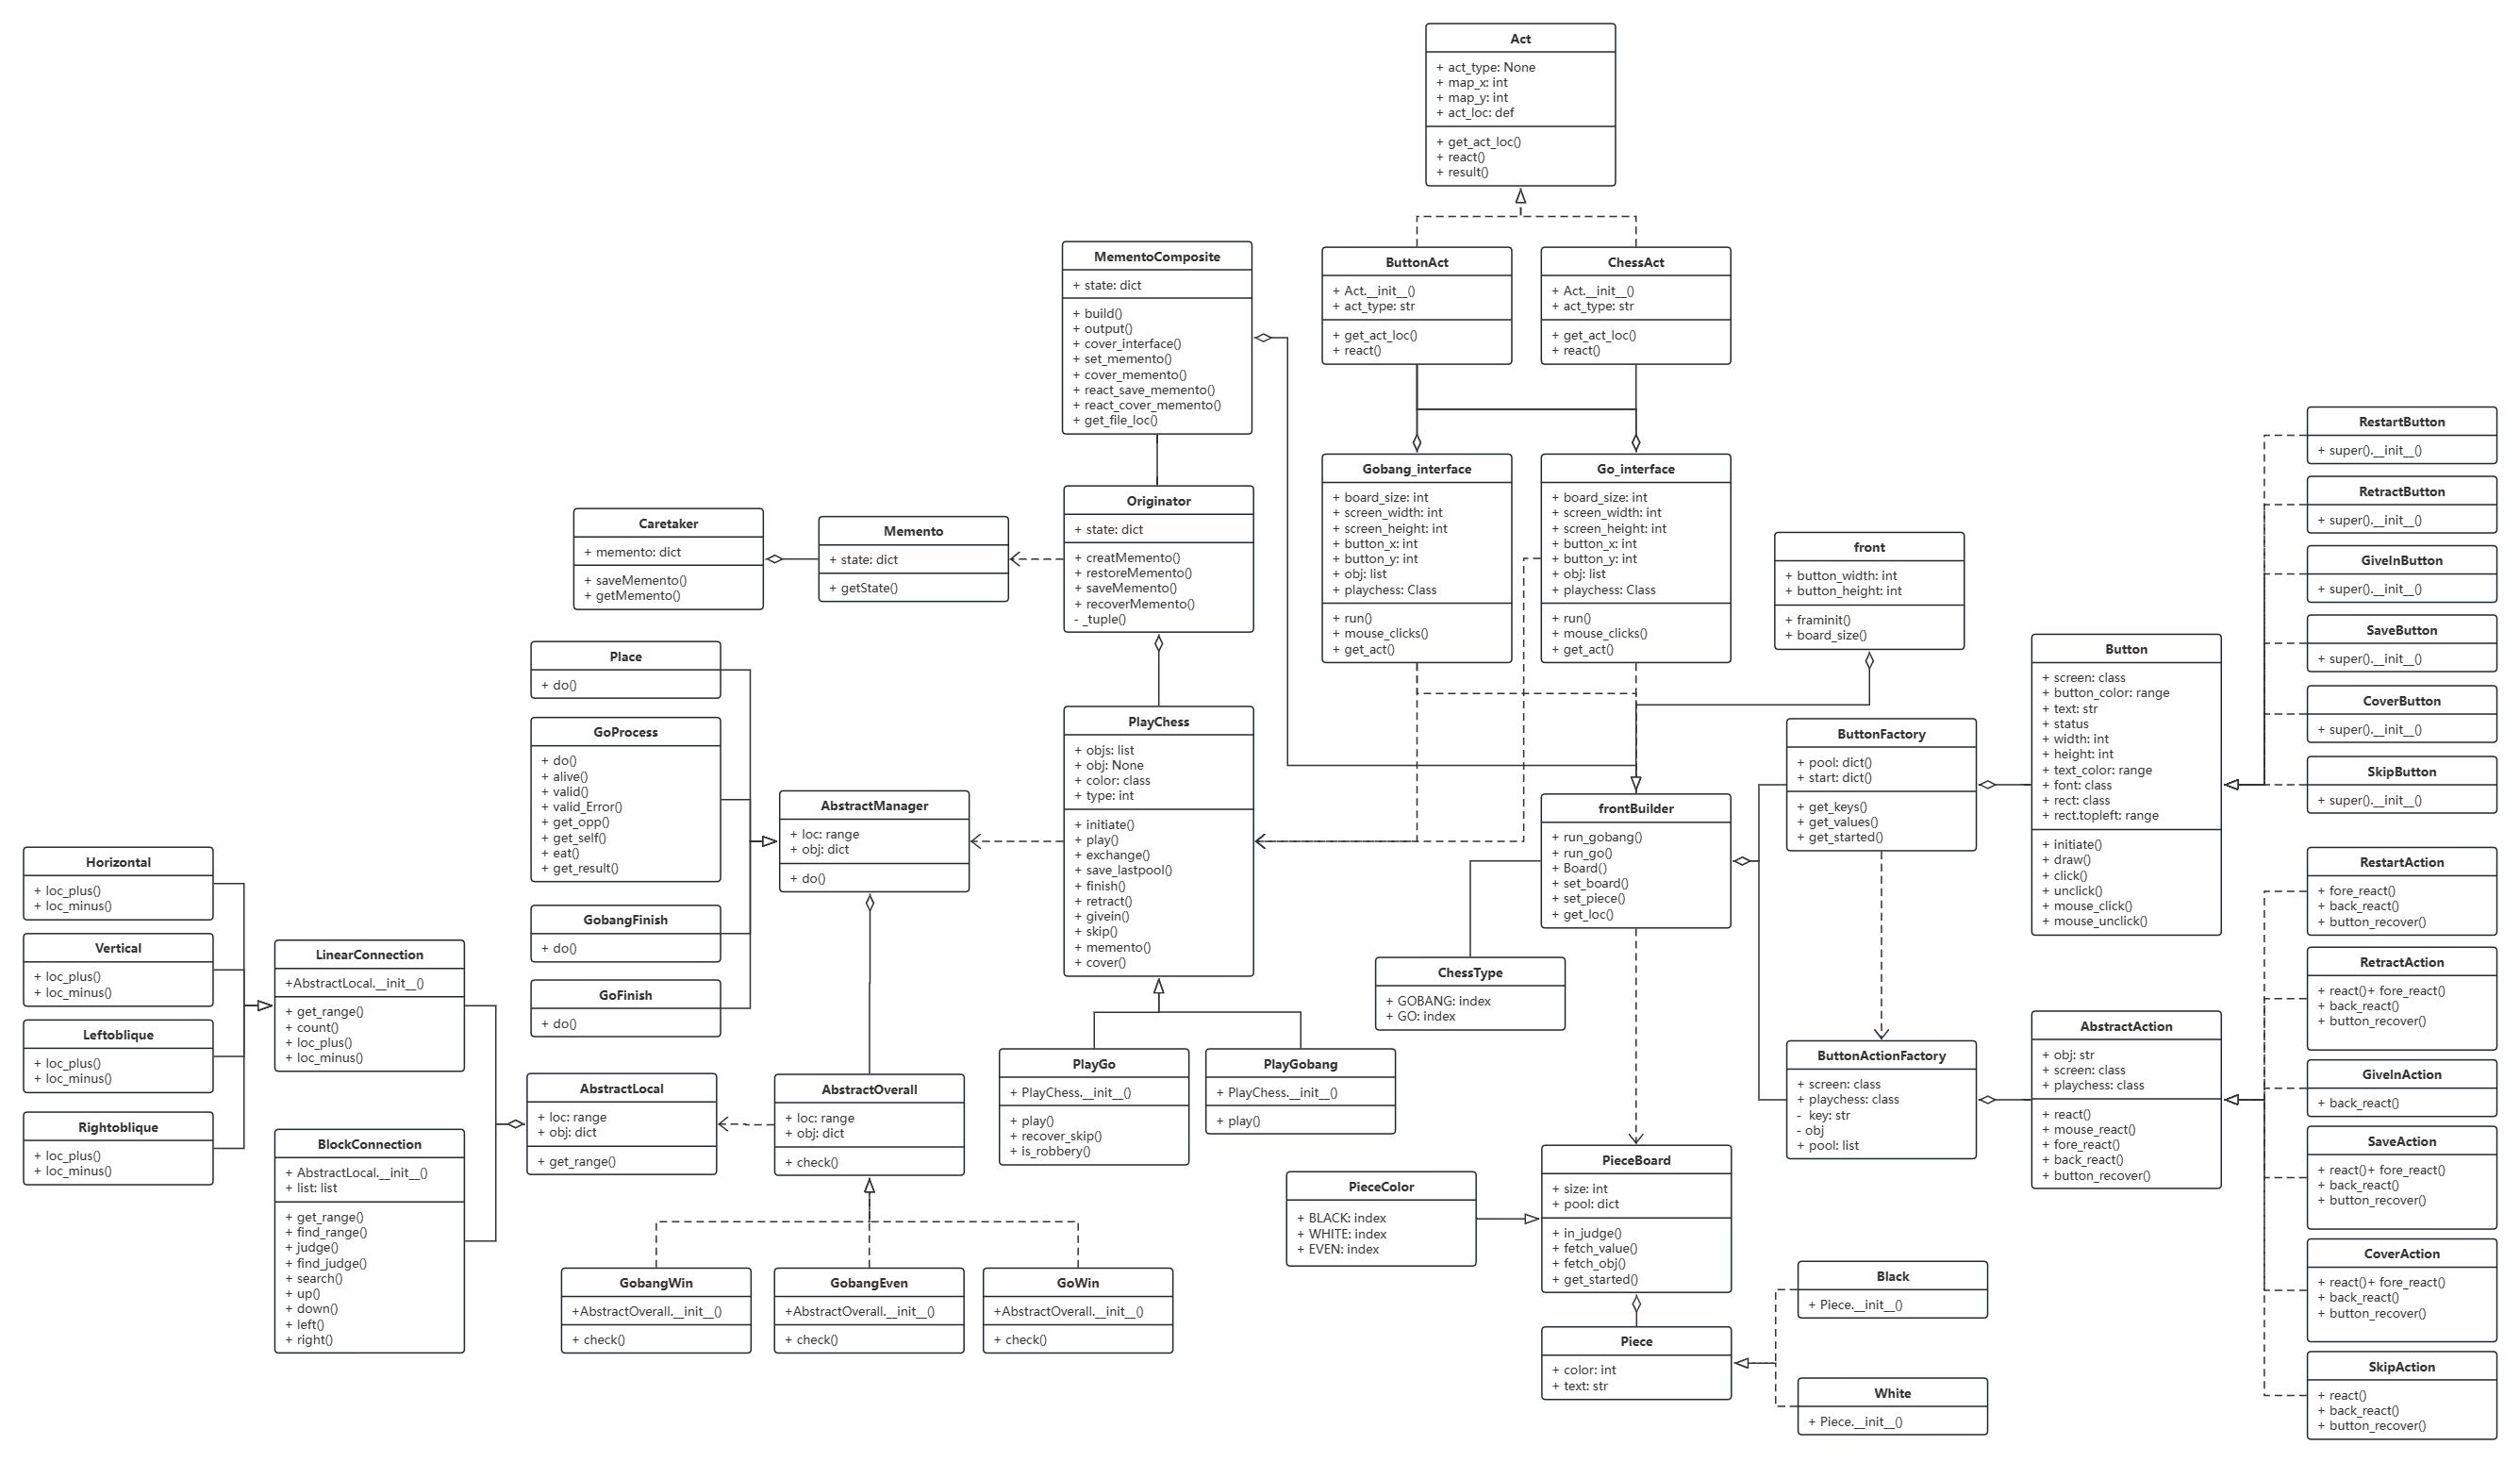 Act
+ act_type: None
+ map_x: int
+ map_y: int
+ act_loc: def
+ get_act_loc()
+ react()
+ result()
MementoComposite
+ state: dict
+ build()
+ output()
+ cover_interface()
+ set_memento()
+ cover_memento()
+ react_save_memento()
+ react_cover_memento()
+ get_file_loc()
ButtonAct
+ Act.__init__()
+ act_type: str
+ get_act_loc()
+ react()
ChessAct
+ Act.__init__()
+ act_type: str
+ get_act_loc()
+ react()
Caretaker
+ memento: dict
+ saveMemento()
+ getMemento()
Memento
+ state: dict
+ getState()
Originator
+ state: dict
+ creatMemento()
+ restoreMemento()
+ saveMemento()
+ recoverMemento()
- _tuple()
Gobang_interface
+ board_size: int
+ screen_width: int
+ screen_height: int
+ button_x: int
+ button_y: int
+ obj: list
+ playchess: Class
+ run()
+ mouse_clicks()
+ get_act()
Go_interface
+ board_size: int
+ screen_width: int
+ screen_height: int
+ button_x: int
+ button_y: int
+ obj: list
+ playchess: Class
+ run()
+ mouse_clicks()
+ get_act()
front
+ button_width: int
+ button_height: int
+ framinit()
+ board_size()
RestartButton
+ super().__init__()
RetractButton
+ super().__init__()
GiveInButton
+ super().__init__()
SaveButton
+ super().__init__()
CoverButton
+ super().__init__()
SkipButton
+ super().__init__()
Button
+ screen: class
+ button_color: range
+ text: str
+ status
+ width: int
+ height: int
+ text_color: range
+ font: class
+ rect: class
+ rect.topleft: range
+ initiate()
+ draw()
+ click()
+ unclick()
+ mouse_click()
+ mouse_unclick()
Place
+ do()
GoProcess
+ do()
+ alive()
+ valid()
+ valid_Error()
+ get_opp()
+ get_self()
+ eat()
+ get_result()
GobangFinish
+ do()
GoFinish
+ do()
AbstractManager
+ loc: range
+ obj: dict
+ do()
PlayChess
+ objs: list
+ obj: None
+ color: class
+ type: int
+ initiate()
+ play()
+ exchange()
+ save_lastpool()
+ finish()
+ retract()
+ givein()
+ skip()
+ memento()
+ cover()
frontBuilder
+ run_gobang()
+ run_go()
+ Board()
+ set_board()
+ set_piece()
+ get_loc()
ButtonFactory
+ pool: dict()
+ start: dict()
+ get_keys()
+ get_values()
+ get_started()
Horizontal
+ loc_plus()
+ loc_minus()
Vertical
+ loc_plus()
+ loc_minus()
Leftoblique
+ loc_plus()
+ loc_minus()
Rightoblique
+ loc_plus()
+ loc_minus()
LinearConnection
+AbstractLocal.__init__()
+ get_range()
+ count()
+ loc_plus()
+ loc_minus()
BlockConnection
+ AbstractLocal.__init__()
+ list: list
+ get_range()
+ find_range()
+ judge()
+ find_judge()
+ search()
+ up()
+ down()
+ left()
+ right()
AbstractLocal
+ loc: range
+ obj: dict
+ get_range()
AbstractOverall
+ loc: range
+ obj: dict
+ check()
GobangWin
+AbstractOverall.__init__()
+ check()
GobangEven
+AbstractOverall.__init__()
+ check()
GoWin
+AbstractOverall.__init__()
+ check()
PlayGo
+ PlayChess.__init__()
+ play()
+ recover_skip()
+ is_robbery()
PlayGobang
+ PlayChess.__init__()
+ play()
ChessType
+ GOBANG: index
+ GO: index
PieceColor
+ BLACK: index
+ WHITE: index
+ EVEN: index
PieceBoard
+ size: int
+ pool: dict
+ in_judge()
+ fetch_value()
+ fetch_obj()
+ get_started()
Piece
+ color: int
+ text: str
Black
+ Piece.__init__()
White
+ Piece.__init__()
ButtonActionFactory
+ screen: class
+ playchess: class
-  key: str
- obj
+ pool: list
AbstractAction
+ obj: str
+ screen: class
+ playchess: class
+ react()
+ mouse_react()
+ fore_react()
+ back_react()
+ button_recover()
RestartAction
+ fore_react()
+ back_react()
+ button_recover()
RetractAction
+ react()+ fore_react()
+ back_react()
+ button_recover()
GiveInAction
+ back_react()
SaveAction
+ react()+ fore_react()
+ back_react()
+ button_recover()
CoverAction
+ react()+ fore_react()
+ back_react()
+ button_recover()
SkipAction
+ react()
+ back_react()
+ button_recover()